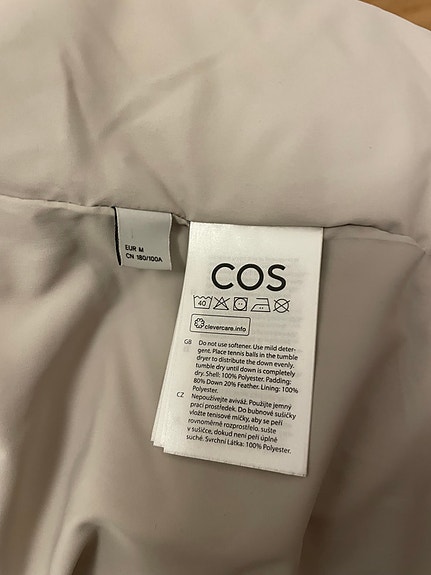 EUR M
CN 180/100A
COS
40
clevercare.info
GB Do not use softener. Use mild deter-
gent. Place tennis balls in the tumble
dryer to distribute the down evenly,
tumble dry until down is completely
dry. Shell: 100% Polyester. Padding:
80% Down 20% Feather. Lining: 100%
Polyester.
CZ Nepoužívejte aviváž. Použijte jemný
prací prostředek. Do bubnové sušičky
vložte tenisové míčky, aby se peří
rovnoměrně rozprostřelo. sušte
v sušičce, dokud není peří úplně
suché. Svrchní Látka: 100% Polyester.